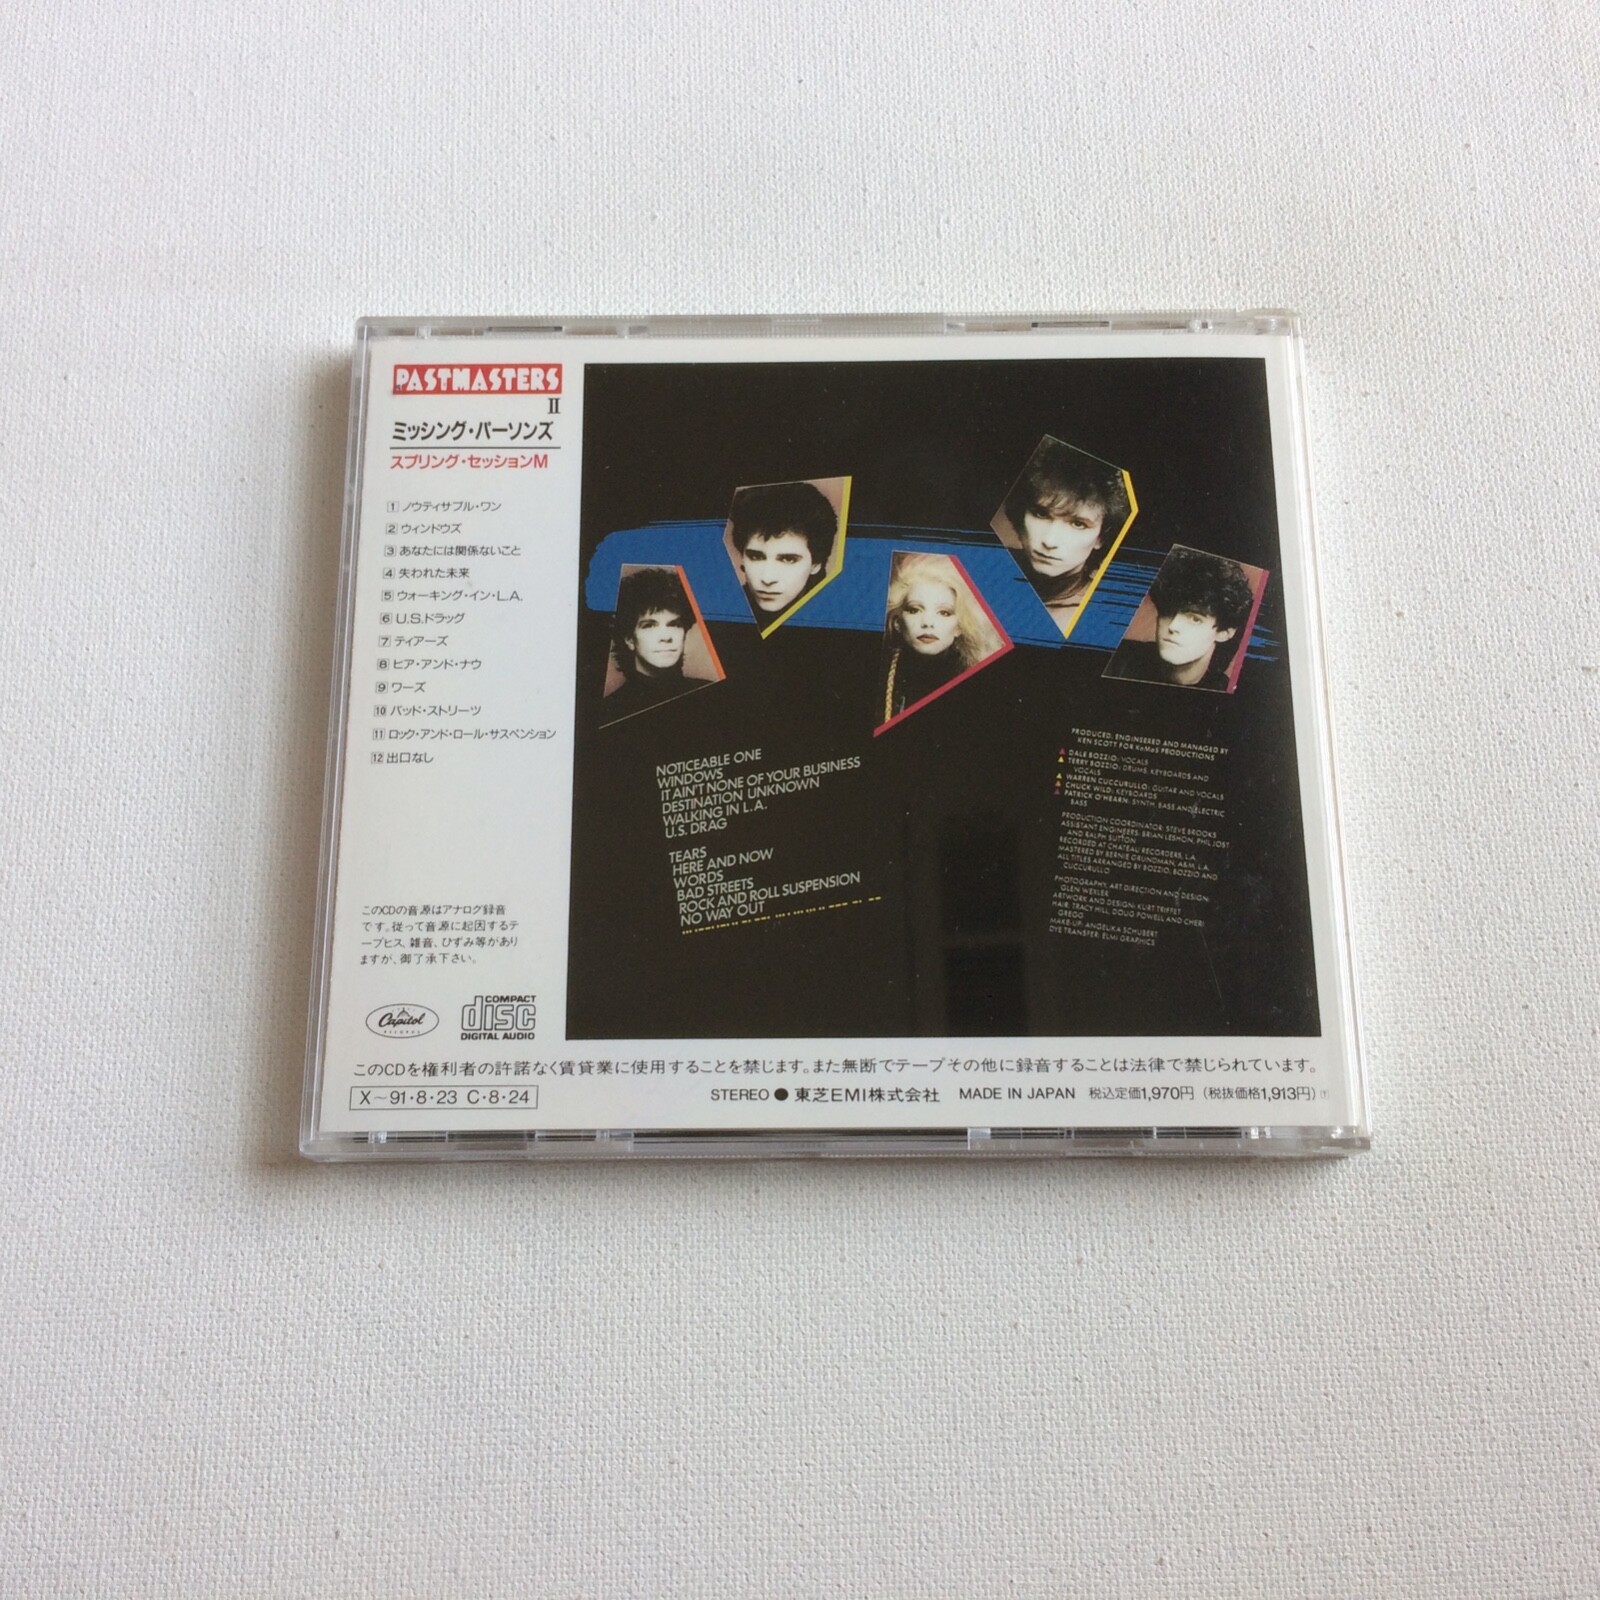 PASTMASTERS
II
ミッシング・パーソンズ
スプリング・セッションM
1 ノウティサブル・ワン
2 ウィンドウズ
3 あなたには関係ないこと
4 失われた未来
5 ウォーキング・イン・L.A.
6 U.S.ドラッグ
7 ティアーズ
8 ヒア・アンド・ナウ
9 ワーズ
10 バッド・ストリーツ
11 ロック・アンド・ロール・サスペンション
12 出口なし
このCDの音源はアナログ録音
です。従って音源に起因するテ
ープヒス、雑音、ひずみ等があり
ますが、御了承下さい。
Capitol
RECORDS
COMPACT
disc
DIGITAL AUDIO
NOTICEABLE ONE
WINDOWS
IT AIN'T NONE OF YOUR BUSINESS
DESTINATION UNKNOWN
WALKING IN L.A.
U.S. DRAG
TEARS
HERE AND NOW
WORDS
BAD STREETS
ROCK AND ROLL SUSPENSION
NO WAY OUT
PRODUCED, ENGINEERED AND MANAGED BY
KEN SCOTT FOR KoMoS PRODUCTIONS
DALE BOZZIO: VOCALS
TERRY BOZZIO: DRUMS, KEYBOARDS AND
VOCALS
WARREN CUCCURULLO: GUITAR AND VOCALS
CHUCK WILD: KEYBOARDS
PATRICK O'HEARN: SYNTH, BASS AND ELECTRIC
BASS
PRODUCTION COORDINATOR: STEVE BROOKS
ASSISTANT ENGINEERS: BRIAN LESHON, PHIL JOST
AND RALPH SUTTON
RECORDED AT CHATEAU RECORDERS, L.A.
MASTERED BY BERNIE GRUNDMAN, A&M, L.A.
ALL TITLES ARRANGED BY BOZZIO, BOZZIO AND
CUCCURULLO
PHOTOGRAPHY, ART DIRECTION AND DESIGN:
GLEN WEXLER
ARTWORK AND DESIGN: KURT TRIFFET
HAIR: TRACY HILL, DOUG POWELL AND CHERI
GREGG
MAKE-UP: ANGELIKA SCHUBERT
DYE TRANSFER: ELMI GRAPHICS
このCDを権利者の許諾なく賃貸業に使用することを禁じます。また無断でテープその他に録音することは法律で禁じられています。
X〜91・8・23 C・8・24
STEREO ● 東芝EMI株式会社 MADE IN JAPAN 税込定価1,970円 (税抜価格1,913円)